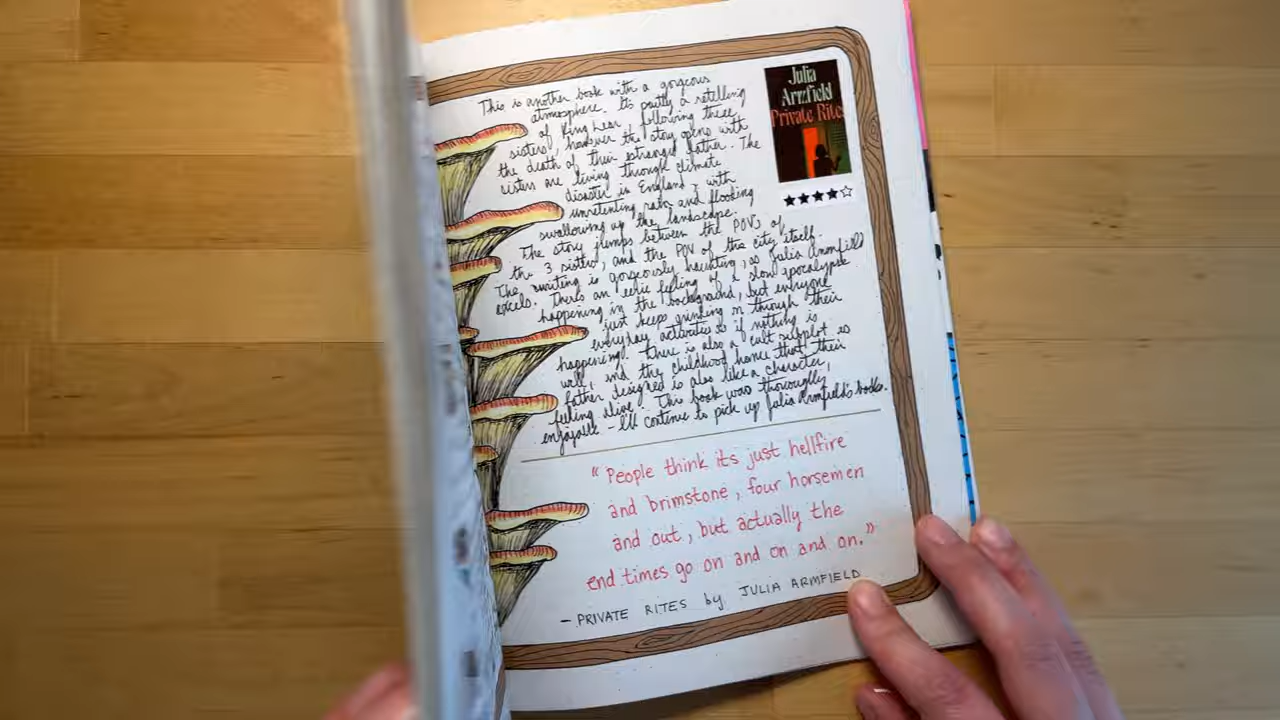 This is another book with a gorgeous
atmosphere. It's partly a retelling
of King Lear following three
sisters, however the story opens with
the death of their estranged father. The
sisters are living through climate
disaster in England, with
unrelenting rain and flooding
swallowing up the landscape.
The story jumps between the POVs of
the 3 sisters, and the POV of the city itself.
The writing is gorgeously haunting, as Julia Armfield
excels. There's an eerie feeling of a slow apocalypse
happening in the background, but everyone
just keeps grinding on through their
everyday activities as if nothing is
happening. There is also a cult subplot as
well, and the childhood home that their
father designed is also like a character,
feeling alive. This book was thoroughly
enjoyable - I'll continue to pick up Julia Armfield's books.
Julia
Armfield
Private Rites
"People think its just hellfire
and brimstone, four horsemen
and out, but actually the
end times go on and on and on."
- PRIVATE RITES by JULIA ARMFIELD